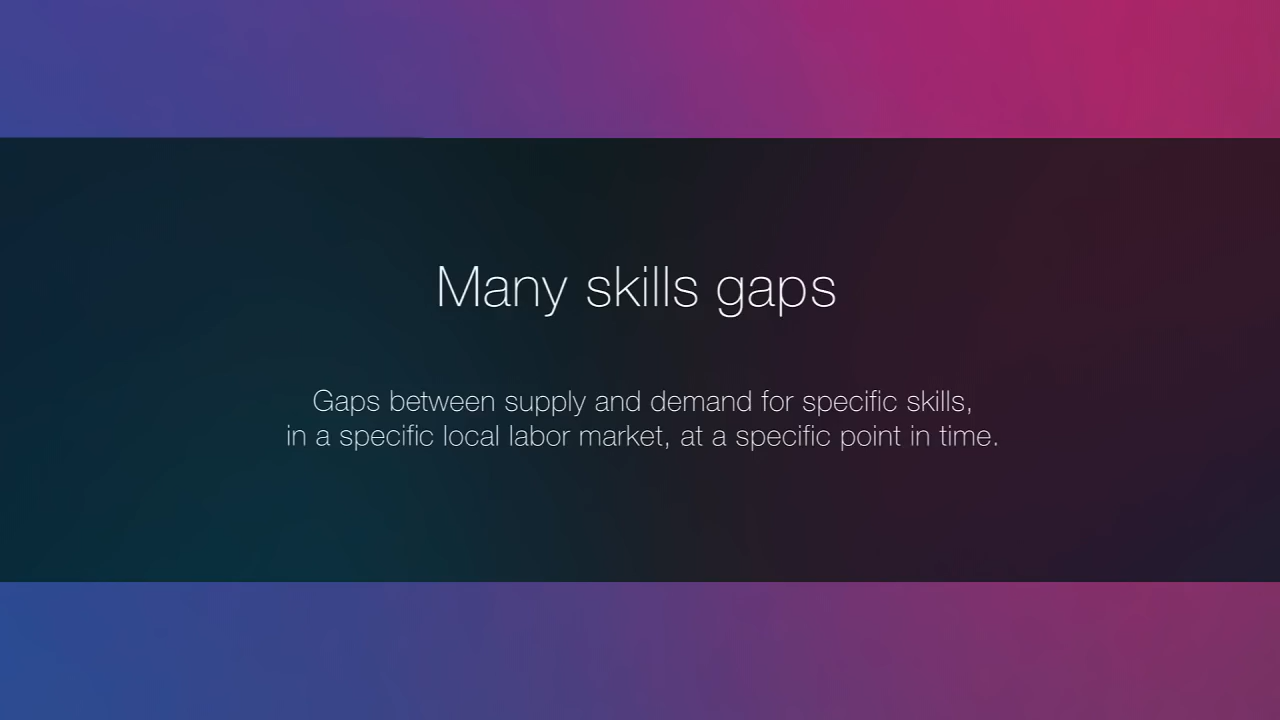 Many skills gaps
Gaps between supply and demand for specific skills,
in a specific local labor market, at a specific point in time.